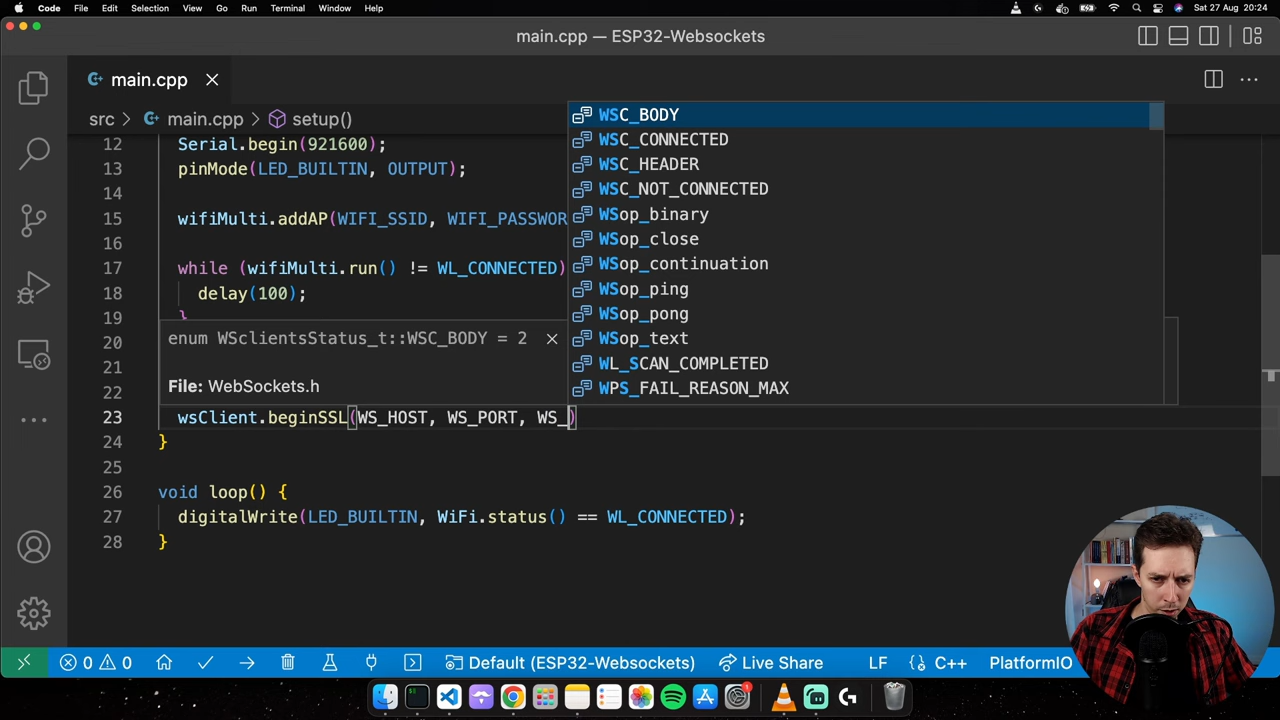 Code File Edit Selection View Go Run Terminal Window Help Sat 27 Aug 20:24
main.cpp — ESP32-Websockets
main.cpp
src > main.cpp > setup()
12 Serial.begin(921600);
13 pinMode(LED_BUILTIN, OUTPUT);
14
15 wifiMulti.addAP(WIFI_SSID, WIFI_PASSWOR
16
17 while (wifiMulti.run() != WL_CONNECTED)
18 delay(100);
19 }
20
21
22
23 wsClient.beginSSL(WS_HOST, WS_PORT, WS_)
24 }
25
26 void loop() {
27 digitalWrite(LED_BUILTIN, WiFi.status() == WL_CONNECTED);
28 }
WSC_BODY
WSC_CONNECTED
WSC_HEADER
WSC_NOT_CONNECTED
WSop_binary
WSop_close
WSop_continuation
WSop_ping
WSop_pong
WSop_text
WL_SCAN_COMPLETED
WPS_FAIL_REASON_MAX
enum WSclientsStatus_t::WSC_BODY = 2
File: WebSockets.h
0 0 Default (ESP32-Websockets) Live Share LF C++ PlatformIO